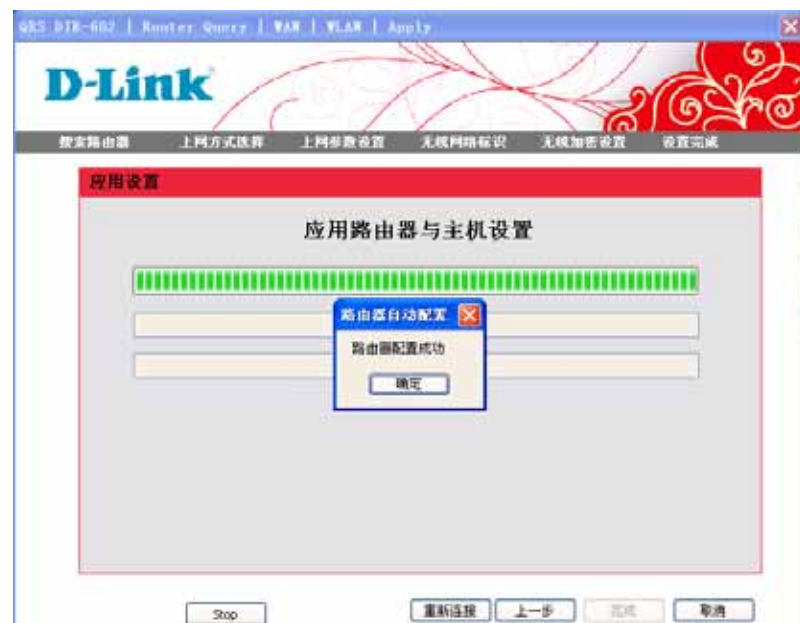 QRS DIR-602 | Router Query | WAN | WLAN | Apply
D-Link
搜索路由器 上网方式选择 上网参数设置 无线网络标识 无线加密设置 设置完成
应用设置
应用路由器与主机设置
路由器自动配置
路由器配置成功
确定
Stop 重新连接 上一步 完成 取消